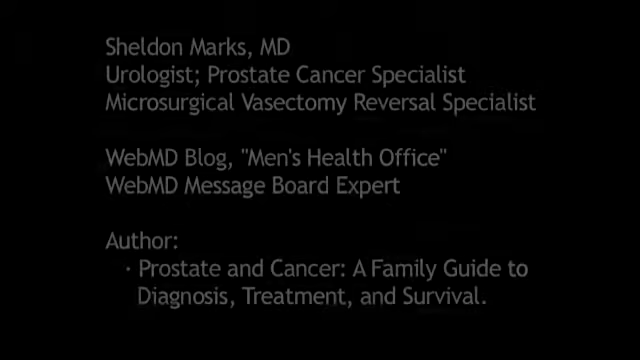 Sheldon Marks, MD
Urologist; Prostate Cancer Specialist
Microsurgical Vasectomy Reversal Specialist
WebMD Blog, "Men's Health Office"
WebMD Message Board Expert
Author:
· Prostate and Cancer: A Family Guide to
Diagnosis, Treatment, and Survival.